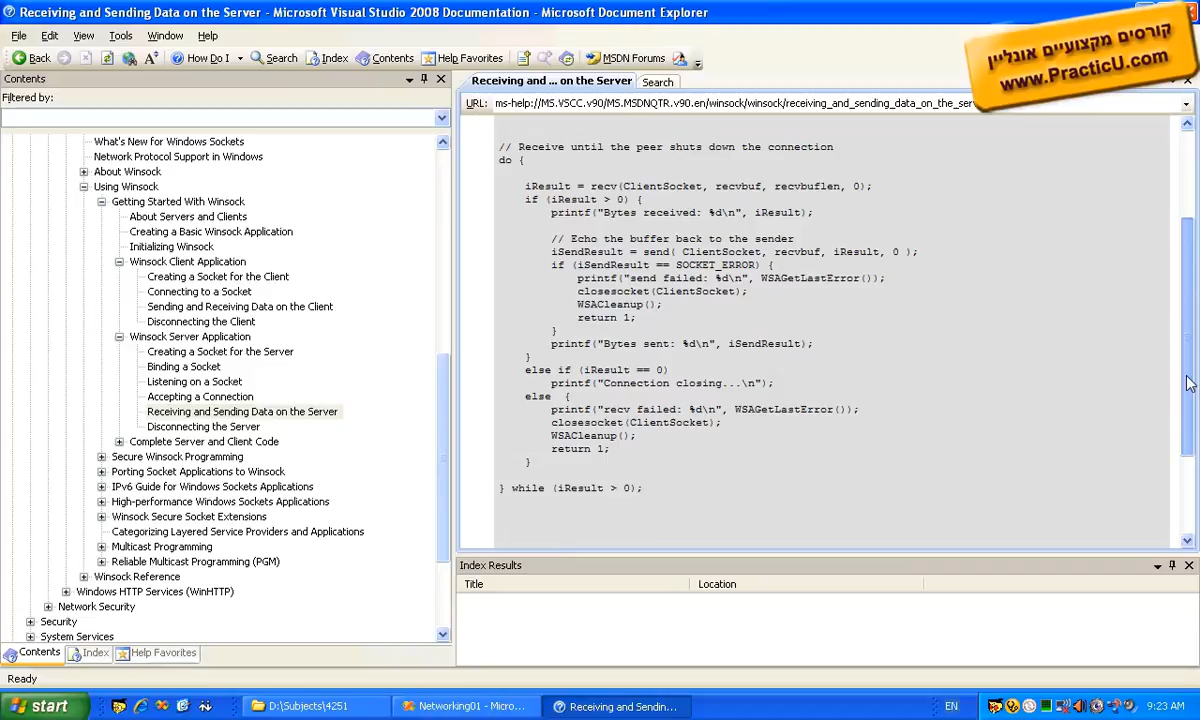 Receiving and Sending Data on the Server - Microsoft Visual Studio 2008 Documentation - Microsoft Document Explorer
File Edit View Tools Window Help
קורסים מקצועיים אונליין
www.PracticU.com
Back How Do I Search Index Contents Help Favorites MSDN Forums
Contents
Filtered by:
What's New for Windows Sockets
Network Protocol Support in Windows
About Winsock
Using Winsock
Getting Started With Winsock
About Servers and Clients
Creating a Basic Winsock Application
Initializing Winsock
Winsock Client Application
Creating a Socket for the Client
Connecting to a Socket
Sending and Receiving Data on the Client
Disconnecting the Client
Winsock Server Application
Creating a Socket for the Server
Binding a Socket
Listening on a Socket
Accepting a Connection
Receiving and Sending Data on the Server
Disconnecting the Server
Complete Server and Client Code
Secure Winsock Programming
Porting Socket Applications to Winsock
IPv6 Guide for Windows Sockets Applications
High-performance Windows Sockets Applications
Winsock Secure Socket Extensions
Categorizing Layered Service Providers and Applications
Multicast Programming
Reliable Multicast Programming (PGM)
Winsock Reference
Windows HTTP Services (WinHTTP)
Network Security
Security
System Services
Contents Index Help Favorites
Receiving and ... on the Server Search
URL: ms-help://MS.VSCC.v90/MS.MSDNQTR.v90.en/winsock/winsock/receiving_and_sending_data_on_the_ser
// Receive until the peer shuts down the connection
do {
iResult = recv(ClientSocket, recvbuf, recvbuflen, 0);
if (iResult > 0) {
printf("Bytes received: %d\n", iResult);
// Echo the buffer back to the sender
iSendResult = send( ClientSocket, recvbuf, iResult, 0 );
if (iSendResult == SOCKET_ERROR) {
printf("send failed: %d\n", WSAGetLastError());
closesocket(ClientSocket);
WSACleanup();
return 1;
}
printf("Bytes sent: %d\n", iSendResult);
}
else if (iResult == 0)
printf("Connection closing...\n");
else {
printf("recv failed: %d\n", WSAGetLastError());
closesocket(ClientSocket);
WSACleanup();
return 1;
}
} while (iResult > 0);
Index Results
Title Location
Ready
start D:\Subjects\4251 Networking01 - Micro... Receiving and Sendin... EN 9:23 AM